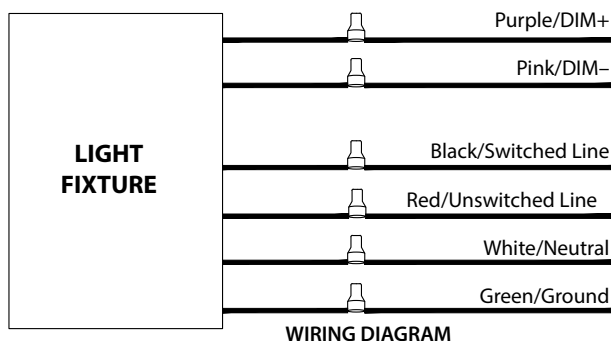 Purple/DIM+
Pink/DIM–
LIGHT
FIXTURE
Black/Switched Line
Red/Unswitched Line
White/Neutral
Green/Ground
WIRING DIAGRAM